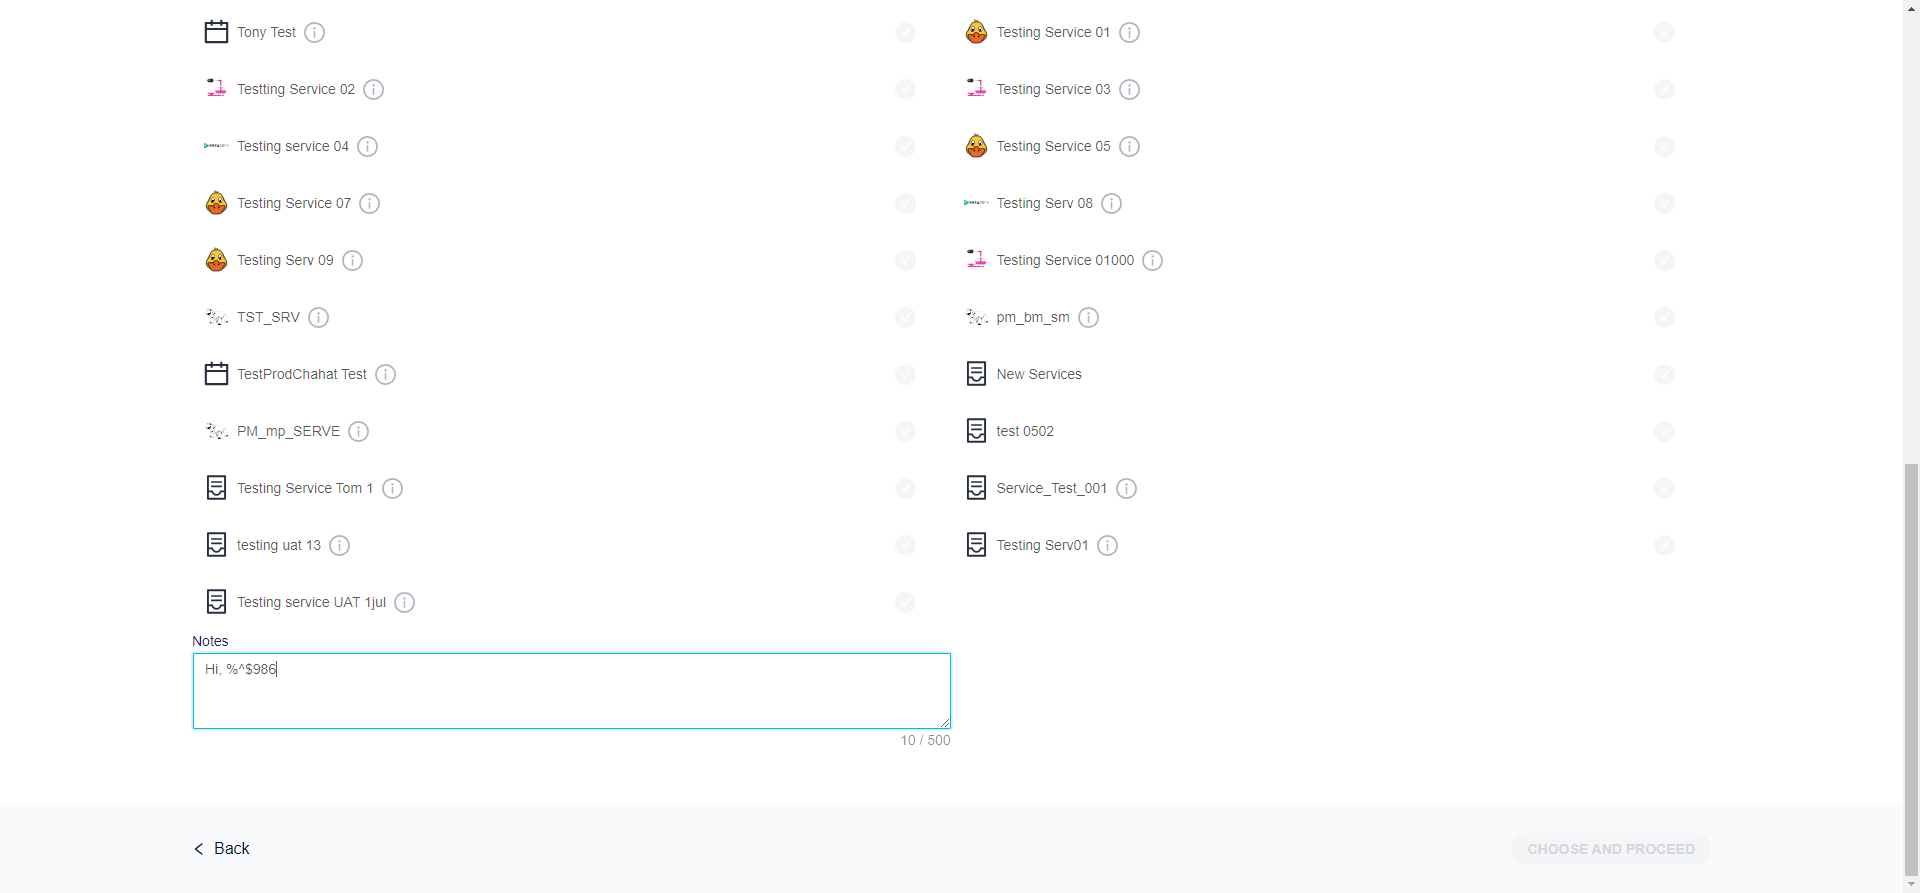 Tony Test
Testing Service 01
Testting Service 02
Testing Service 03
Testing service 04
Testing Service 05
Testing Service 07
Testing Serv 08
Testing Serv 09
Testing Service 01000
TST_SRV
pm_bm_sm
TestProdChahat Test
New Services
PM_mp_SERVE
test 0502
Testing Service Tom 1
Service_Test_001
testing uat 13
Testing Serv01
Testing service UAT 1jul
Notes
Hi, %^$986
10 / 500
Back
CHOOSE AND PROCEED